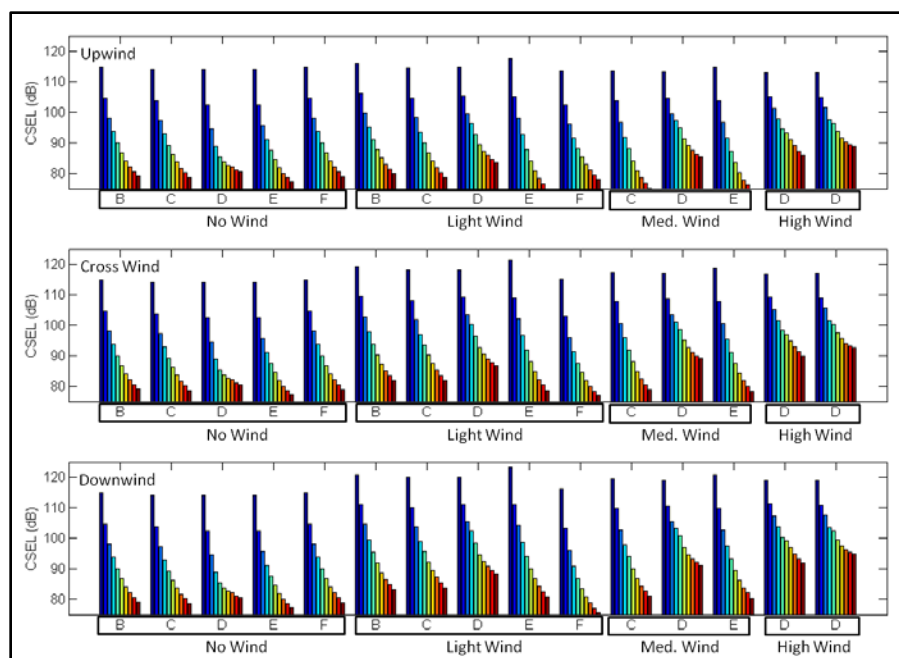 Upwind
120
110
100
90
80
CSEL (dB)
B C D E F B C D E F C D E D D
No Wind Light Wind Med. Wind High Wind
Cross Wind
120
110
100
90
80
CSEL (dB)
B C D E F B C D E F C D E D D
No Wind Light Wind Med. Wind High Wind
Downwind
120
110
100
90
80
CSEL (dB)
B C D E F B C D E F C D E D D
No Wind Light Wind Med. Wind High Wind